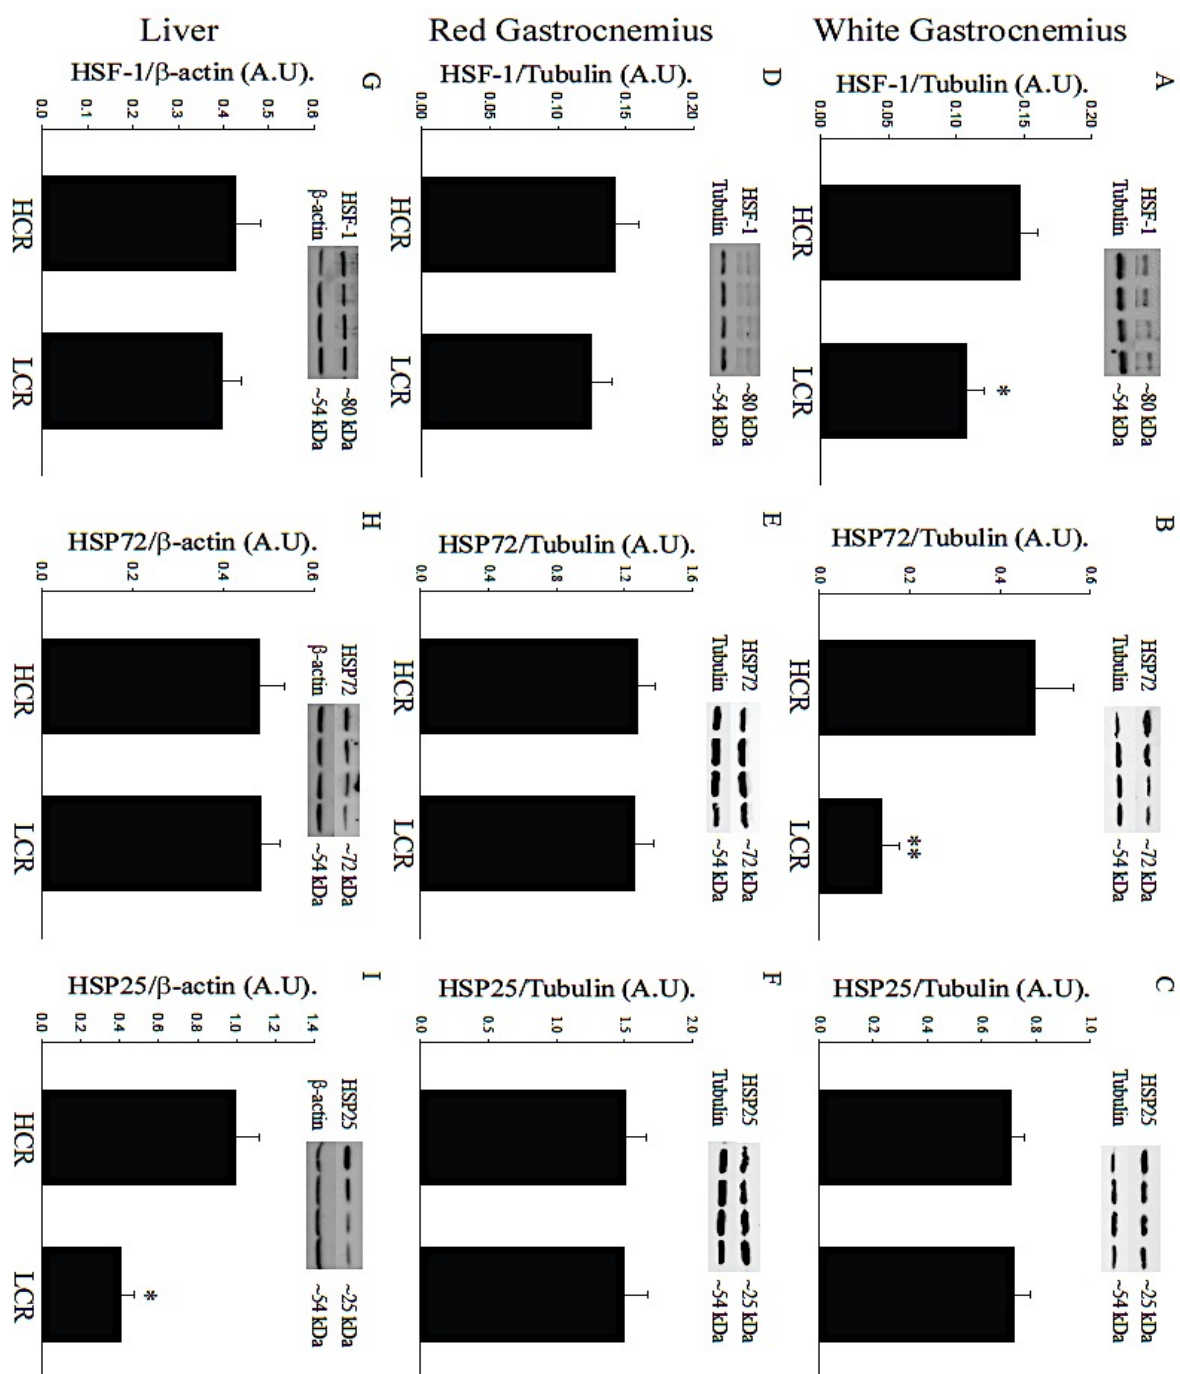 White Gastrocnemius
A
HSF-1/Tubulin (A.U).
0.20
0.15
0.10
0.05
0.00
HSF-1
Tubulin
~80 kDa
~54 kDa
*
HCR
LCR
B
HSP72/Tubulin (A.U).
0.6
0.4
0.2
0.0
HSP72
Tubulin
~72 kDa
~54 kDa
**
HCR
LCR
C
HSP25/Tubulin (A.U).
1.0
0.8
0.6
0.4
0.2
0.0
HSP25
Tubulin
~25 kDa
~54 kDa
Red Gastrocnemius
D
HSF-1/Tubulin (A.U).
0.20
0.15
0.10
0.05
0.00
HSF-1
Tubulin
~80 kDa
~54 kDa
HCR
LCR
E
HSP72/Tubulin (A.U).
1.6
1.2
0.8
0.4
0.0
HSP72
Tubulin
~72 kDa
~54 kDa
HCR
LCR
F
HSP25/Tubulin (A.U).
2.0
1.5
1.0
0.5
0.0
HSP25
Tubulin
~25 kDa
~54 kDa
Liver
G
HSF-1/β-actin (A.U).
0.6
0.5
0.4
0.3
0.2
0.1
0.0
HSF-1
β-actin
~80 kDa
~54 kDa
HCR
LCR
H
HSP72/β-actin (A.U).
0.6
0.4
0.2
0.0
HSP72
β-actin
~72 kDa
~54 kDa
HCR
LCR
I
HSP25/β-actin (A.U).
1.4
1.2
1.0
0.8
0.6
0.4
0.2
0.0
HSP25
β-actin
~25 kDa
~54 kDa
*
HCR
LCR